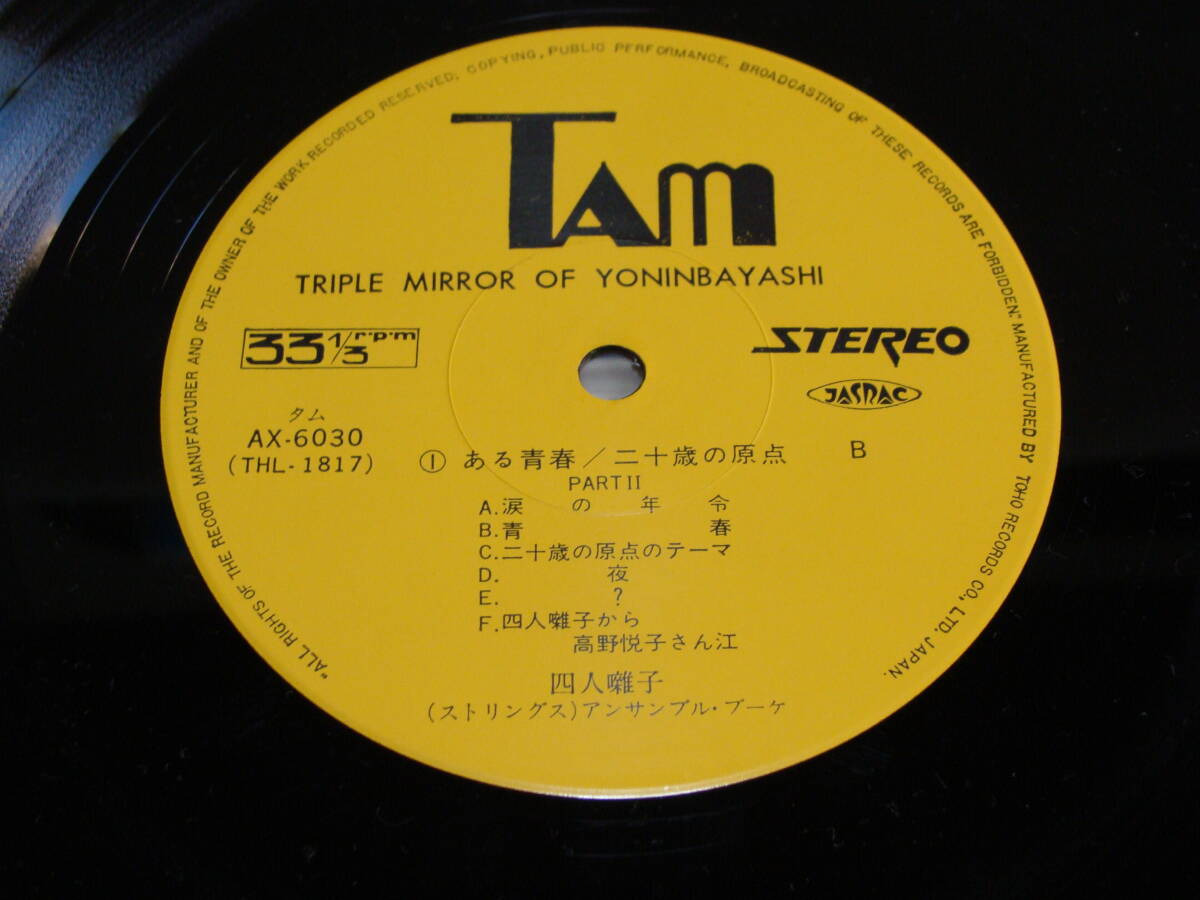 TAM
TRIPLE MIRROR OF YONINBAYASHI
33 1/3 r·p·m
STEREO
JASRAC
タム
AX-6030
(THL-1817)
① ある青春/二十歳の原点 B
PART II
A.涙の年令
B.青春
C.二十歳の原点のテーマ
D.夜
E.?
F.四人囃子から
高野悦子さん江
四人囃子
(ストリングス)アンサンブル・ブーケ
"ALL RIGHTS OF THE RECORD MANUFACTURER AND OF THE OWNER OF THE WORK RECORDED RESERVED; COPYING, PUBLIC PERFORMANCE, BROADCASTING OF THESE RECORDS ARE FORBIDDEN." MANUFACTURED BY TOHO RECORDS CO., LTD. JAPAN.